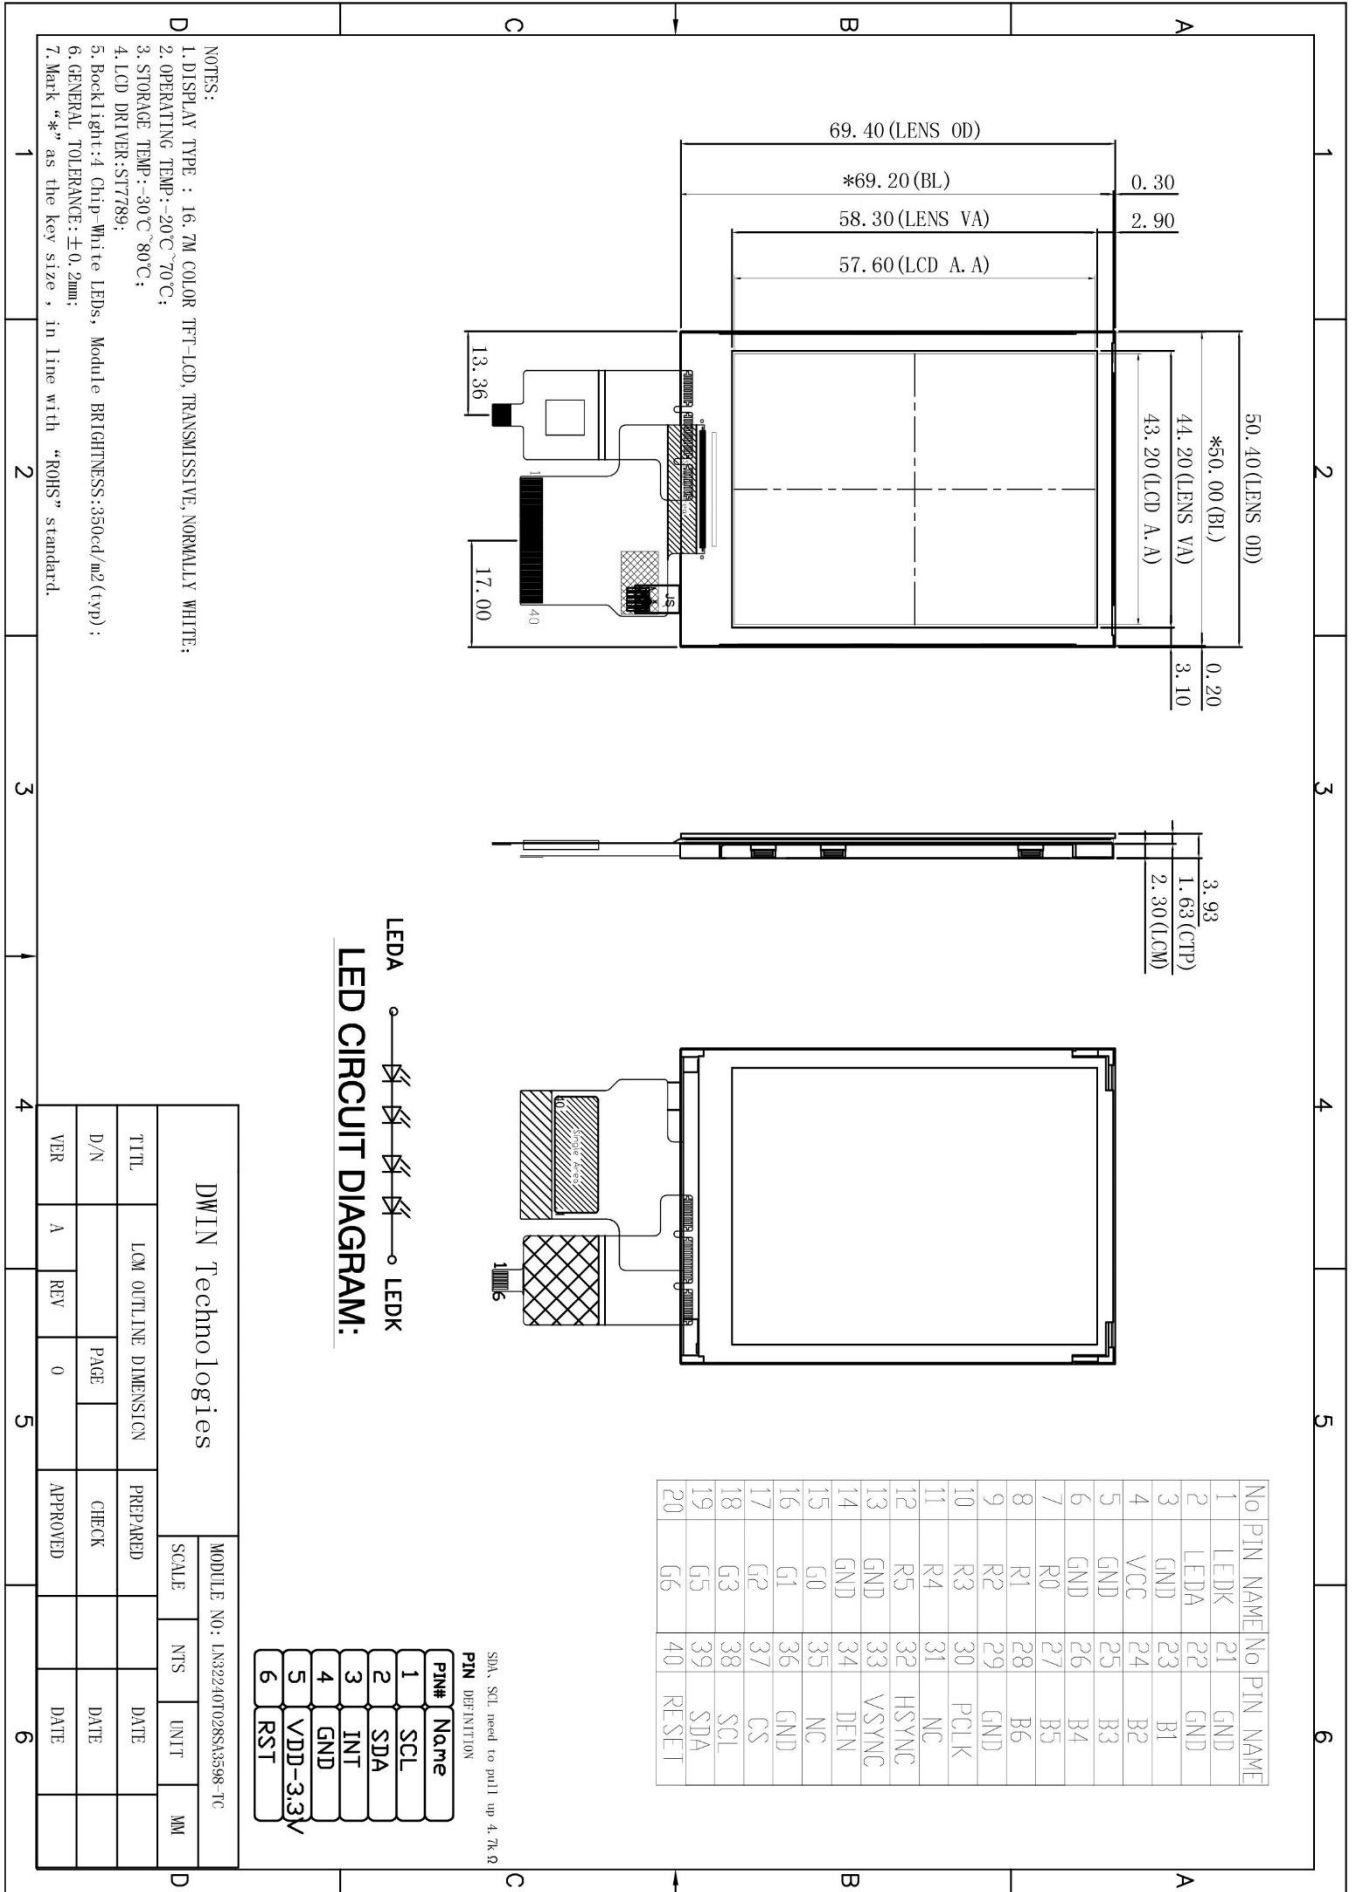 1
2
3
4
5
6
A
B
C
D
50.40(LENS OD)
*50.00(BL)
44.20(LENS VA)
43.20(LCD A.A)
0.20
3.10
69.40(LENS OD)
*69.20(BL)
58.30(LENS VA)
57.60(LCD A.A)
0.30
2.90
13.36
17.00
1
40
JS
3.93
1.63(CTP)
2.30(LCM)
1
6
LEDA
LEDK
LED CIRCUIT DIAGRAM:
No PIN NAME No PIN NAME
1 LEDK 21 GND
2 LEDA 22 GND
3 GND 23 B1
4 VCC 24 B2
5 GND 25 B3
6 GND 26 B4
7 R0 27 B5
8 R1 28 B6
9 R2 29 GND
10 R3 30 PCLK
11 R4 31 NC
12 R5 32 HSYNC
13 GND 33 VSYNC
14 GND 34 DEN
15 G0 35 NC
16 G1 36 GND
17 G2 37 CS
18 G3 38 SCL
19 G5 39 SDA
20 G6 40 RESET
SDA、SCL need to pull up 4.7kΩ
PIN DEFINITION
PIN# Name
1 SCL
2 SDA
3 INT
4 GND
5 VDD-3.3V
6 RST
NOTES:
1.DISPLAY TYPE : 16.7M COLOR TFT-LCD,TRANSMISSIVE,NORMALLY WHITE;
2.OPERATING TEMP:-20℃~70℃;
3.STORAGE TEMP:-30℃~80℃;
4.LCD DRIVER:ST7789;
5.Bocklight:4 Chip-White LEDs, Module BRIGHTNESS:350cd/m2(typ);
6.GENERAL TOLERANCE:±0.2mm;
7.Mark "*" as the key size , in line with "ROHS" standard.
DWIN Technologies
MODULE NO: LN32240T028SA3598-TC
SCALE NTS UNIT MM
TITL LCM OUTLINE DIMENSICN PREPARED DATE
D/N PAGE CHECK DATE
VER A REV 0 APPROVED DATE
1
2
3
4
5
6
A
B
C
D